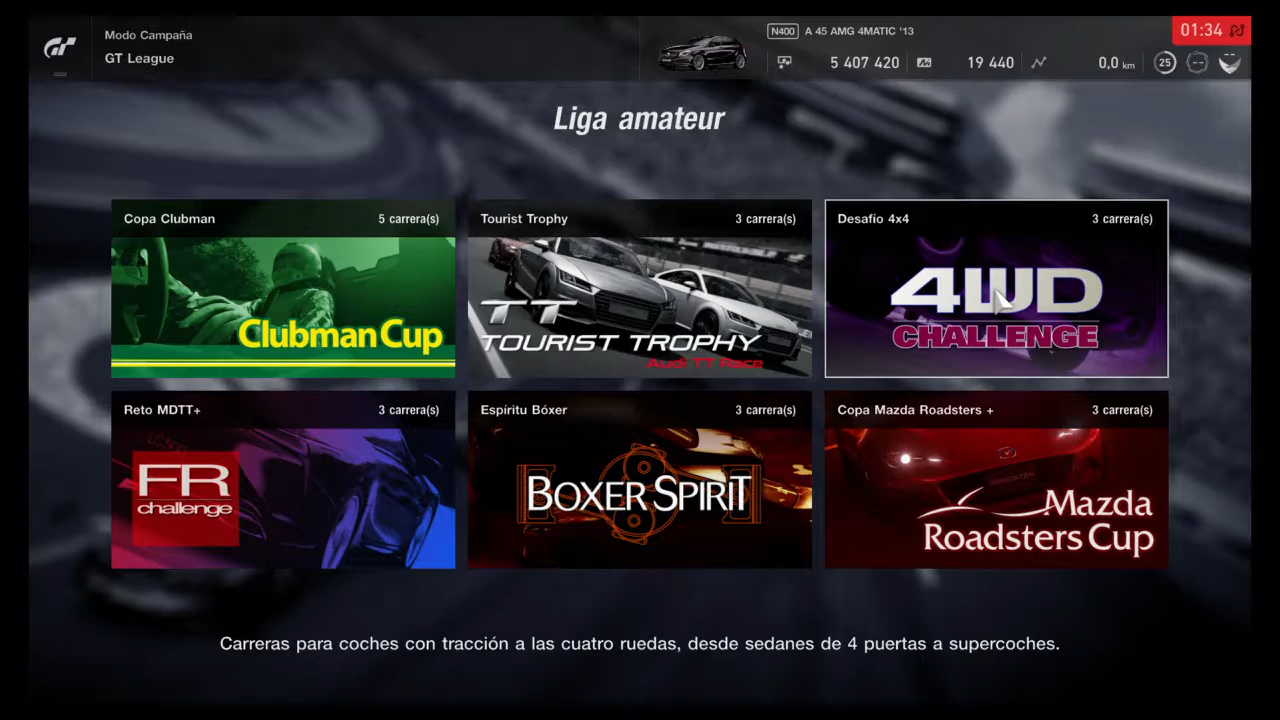 Modo Campaña
GT League
N400 A 45 AMG 4MATIC '13
5 407 420 19 440 0,0 km 25 --
01:34
Liga amateur
Copa Clubman 5 carrera(s)
Clubman Cup
Tourist Trophy 3 carrera(s)
TT
TOURIST TROPHY
Audi TT Race
Desafío 4x4 3 carrera(s)
4WD
CHALLENGE
Reto MDTT+ 3 carrera(s)
FR
challenge
Espíritu Bóxer 3 carrera(s)
BOXER SPIRIT
Copa Mazda Roadsters + 3 carrera(s)
Mazda
Roadsters Cup
Carreras para coches con tracción a las cuatro ruedas, desde sedanes de 4 puertas a supercoches.